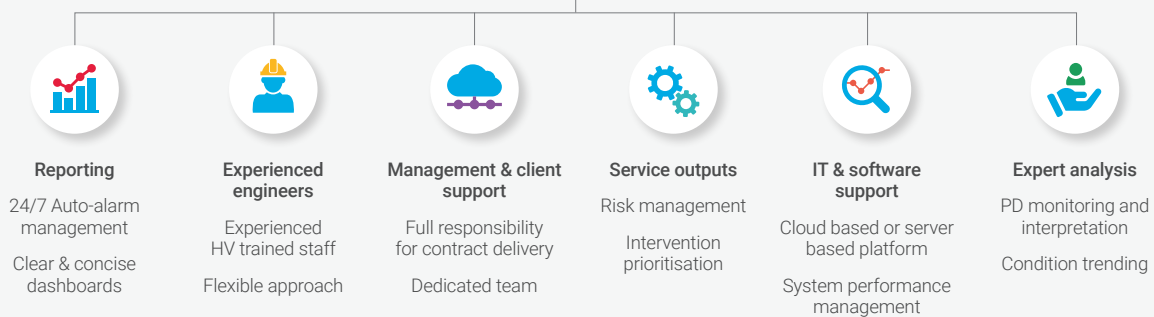 Reporting
24/7 Auto-alarm
management
Clear & concise
dashboards
Experienced
engineers
Experienced
HV trained staff
Flexible approach
Management & client
support
Full responsibility
for contract delivery
Dedicated team
Service outputs
Risk management
Intervention
prioritisation
IT & software
support
Cloud based or server
based platform
System performance
management
Expert analysis
PD monitoring and
interpretation
Condition trending